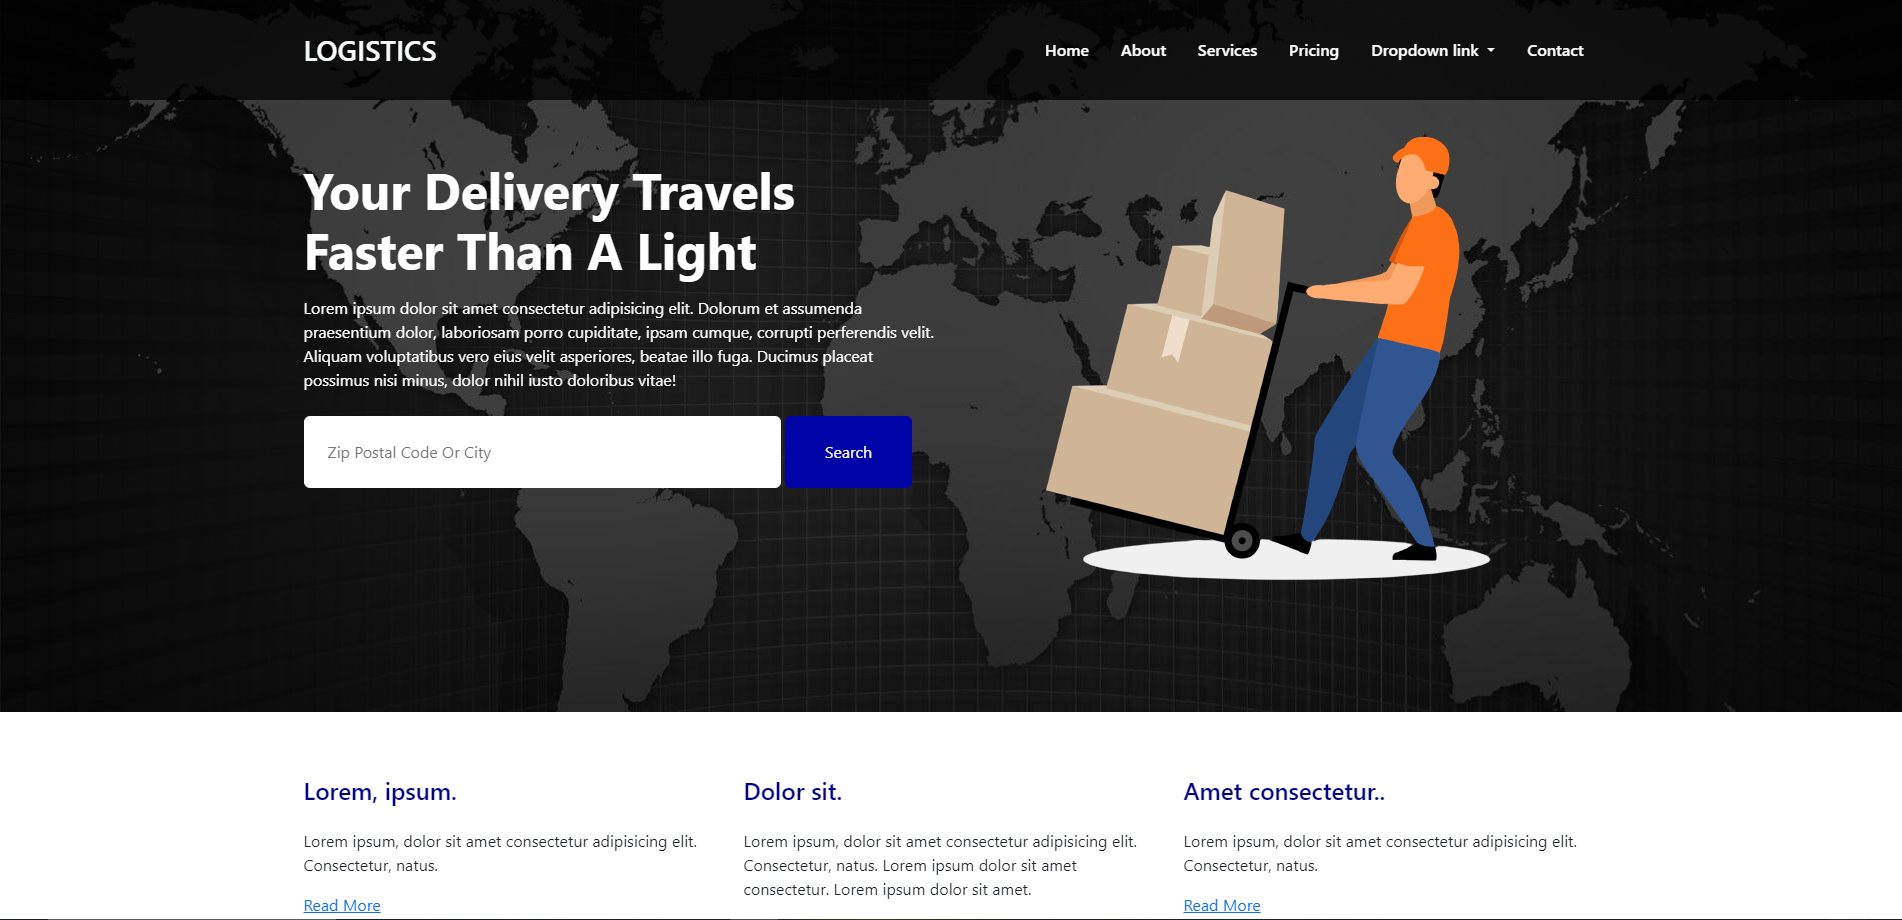 LOGISTICS
Home About Services Pricing Dropdown link Contact
Your Delivery Travels
Faster Than A Light
Lorem ipsum dolor sit amet consectetur adipisicing elit. Dolorum et assumenda
praesentium dolor, laboriosam porro cupiditate, ipsam cumque, corrupti perferendis velit.
Aliquam voluptatibus vero eius velit asperiores, beatae illo fuga. Ducimus placeat
possimus nisi minus, dolor nihil iusto doloribus vitae!
Zip Postal Code Or City
Search
Lorem, ipsum.
Lorem ipsum, dolor sit amet consectetur adipisicing elit.
Consectetur, natus.
Read More
Dolor sit.
Lorem ipsum, dolor sit amet consectetur adipisicing elit.
Consectetur, natus. Lorem ipsum dolor sit amet
consectetur. Lorem ipsum dolor sit amet.
Amet consectetur..
Lorem ipsum, dolor sit amet consectetur adipisicing elit.
Consectetur, natus.
Read More